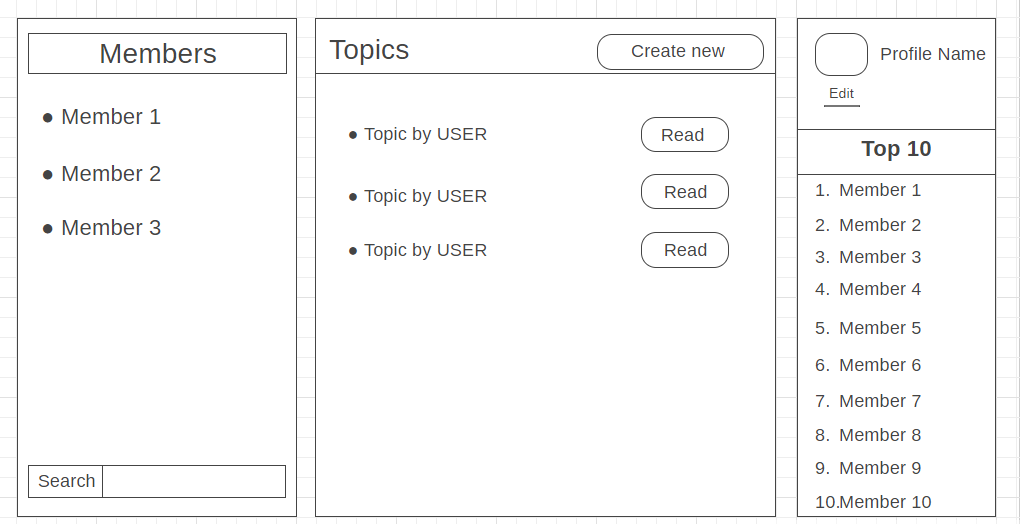 Members
● Member 1
● Member 2
● Member 3
Search
Topics
Create new
● Topic by USER
Read
● Topic by USER
Read
● Topic by USER
Read
Profile Name
Edit
Top 10
1. Member 1
2. Member 2
3. Member 3
4. Member 4
5. Member 5
6. Member 6
7. Member 7
8. Member 8
9. Member 9
10.Member 10